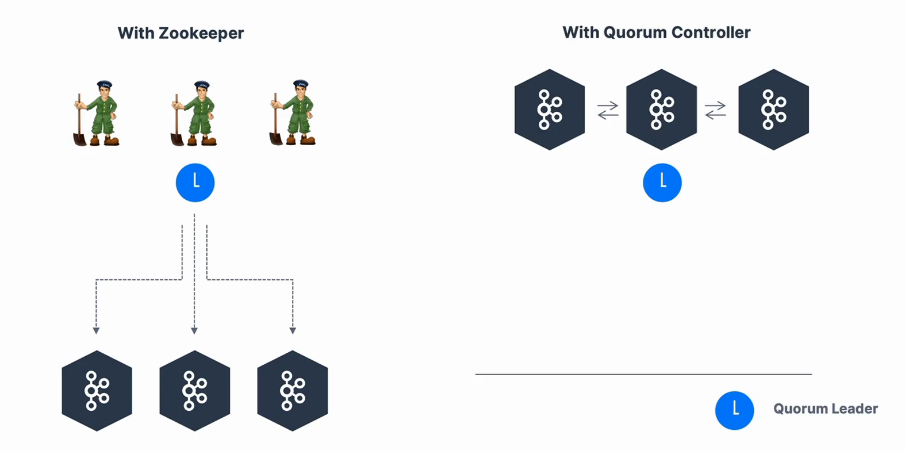 With Zookeeper
With Quorum Controller
L
L
L
Quorum Leader